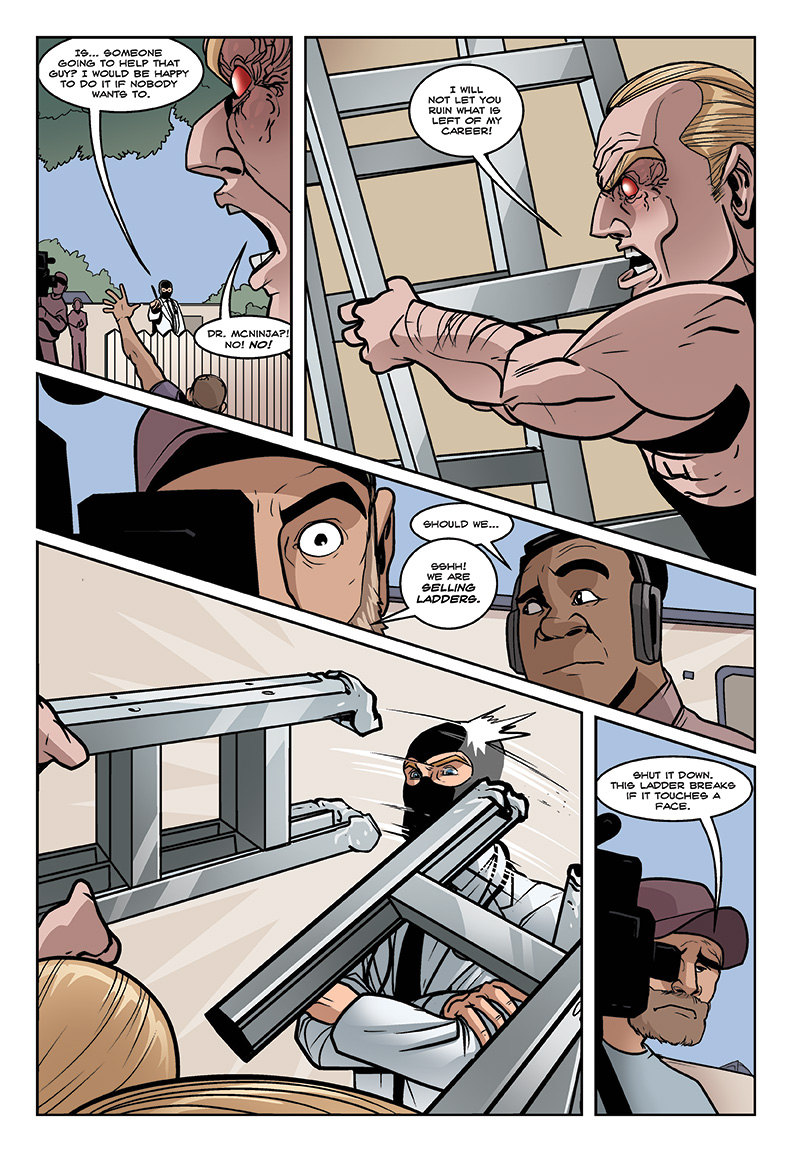 IS... SOMEONE
GOING TO HELP THAT
GUY? I WOULD BE HAPPY
TO DO IT IF NOBODY
WANTS TO.
DR. MCNINJA?!
NO! NO!
I WILL
NOT LET YOU
RUIN WHAT IS
LEFT OF MY
CAREER!
SHOULD WE...
SSHH!
WE ARE
SELLING
LADDERS.
SHUT IT DOWN.
THIS LADDER BREAKS
IF IT TOUCHES A
FACE.